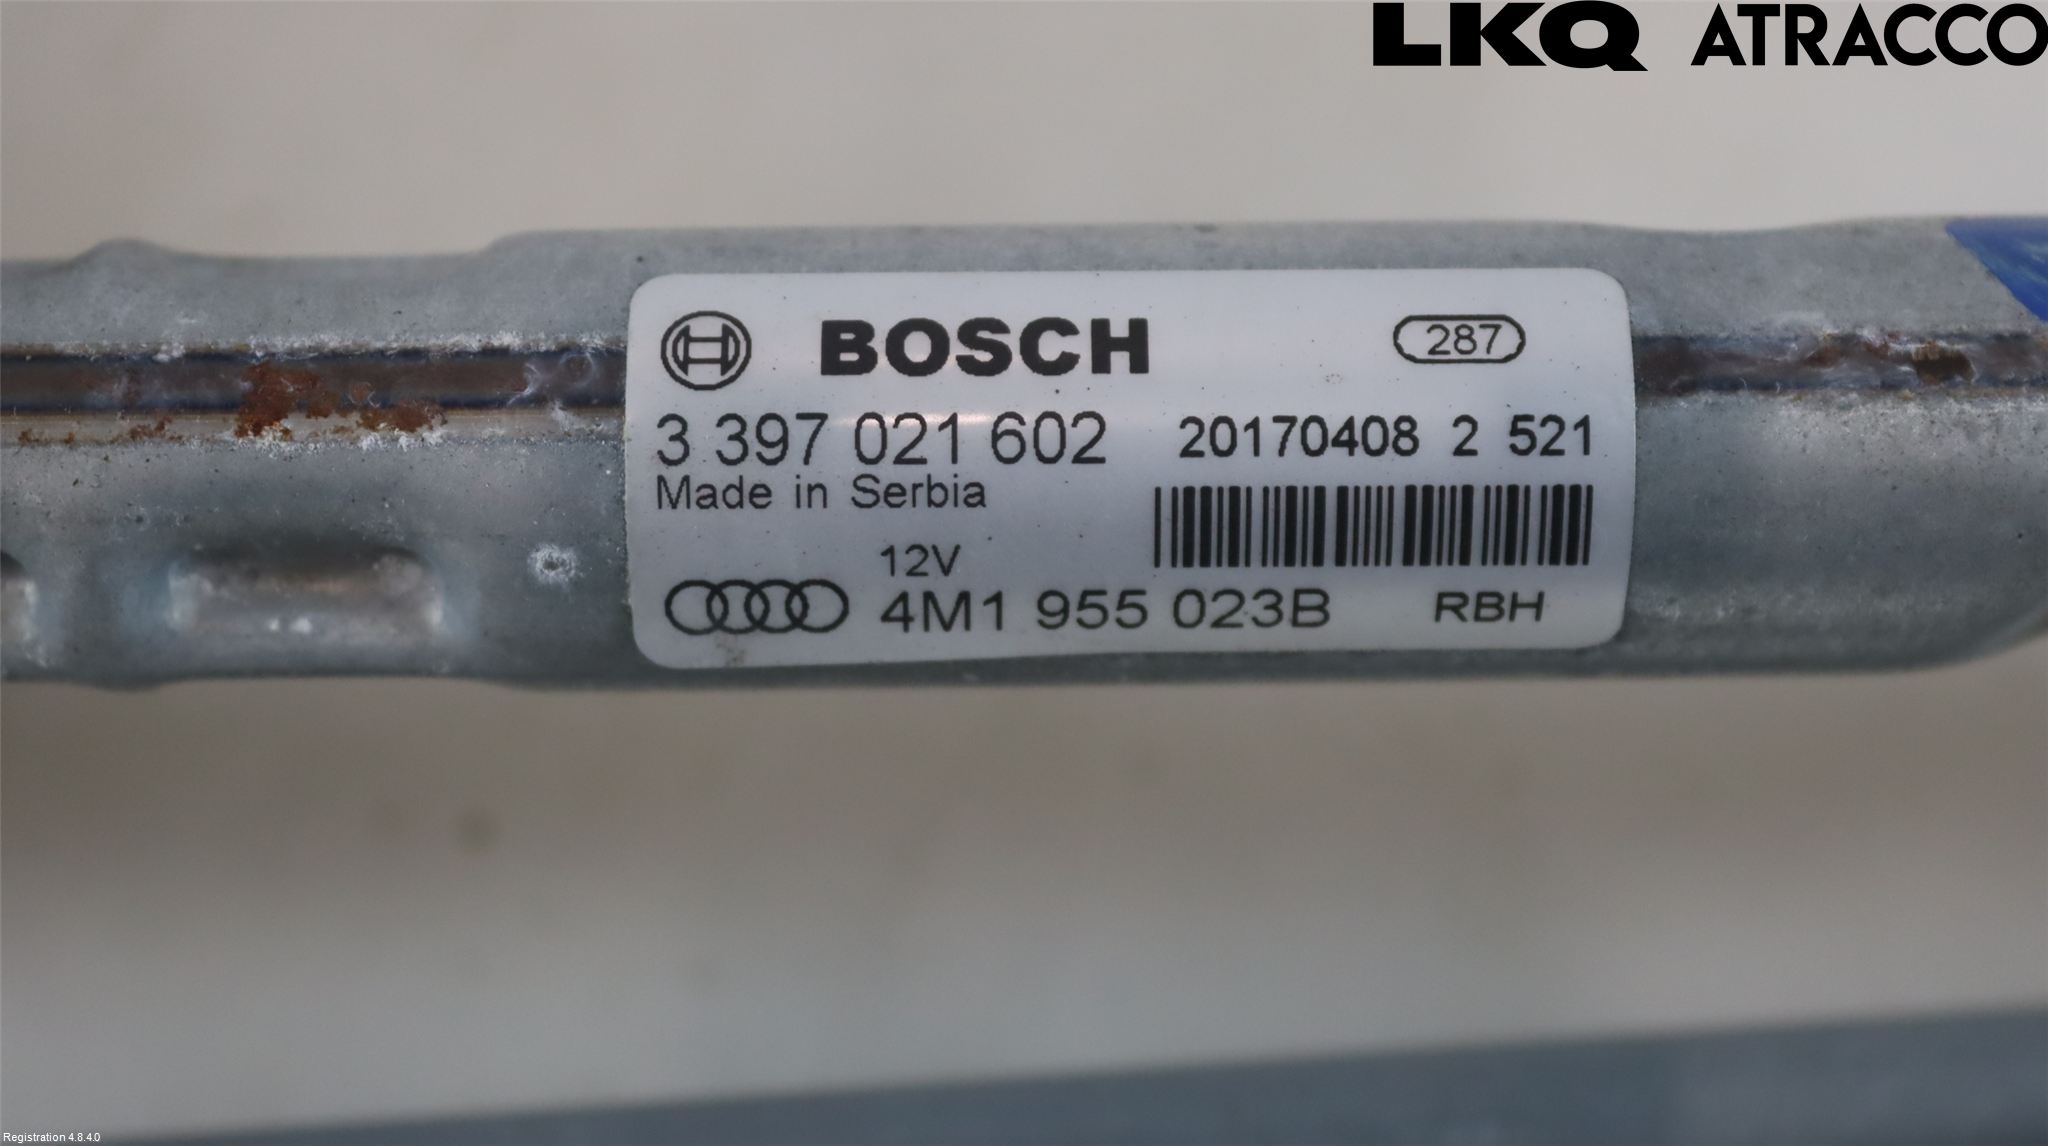 LKQ ATRACCO
BOSCH 287
3 397 021 602 20170408 2 521
Made in Serbia
12V
4M1 955 023B RBH
Registration 4.8.4.0